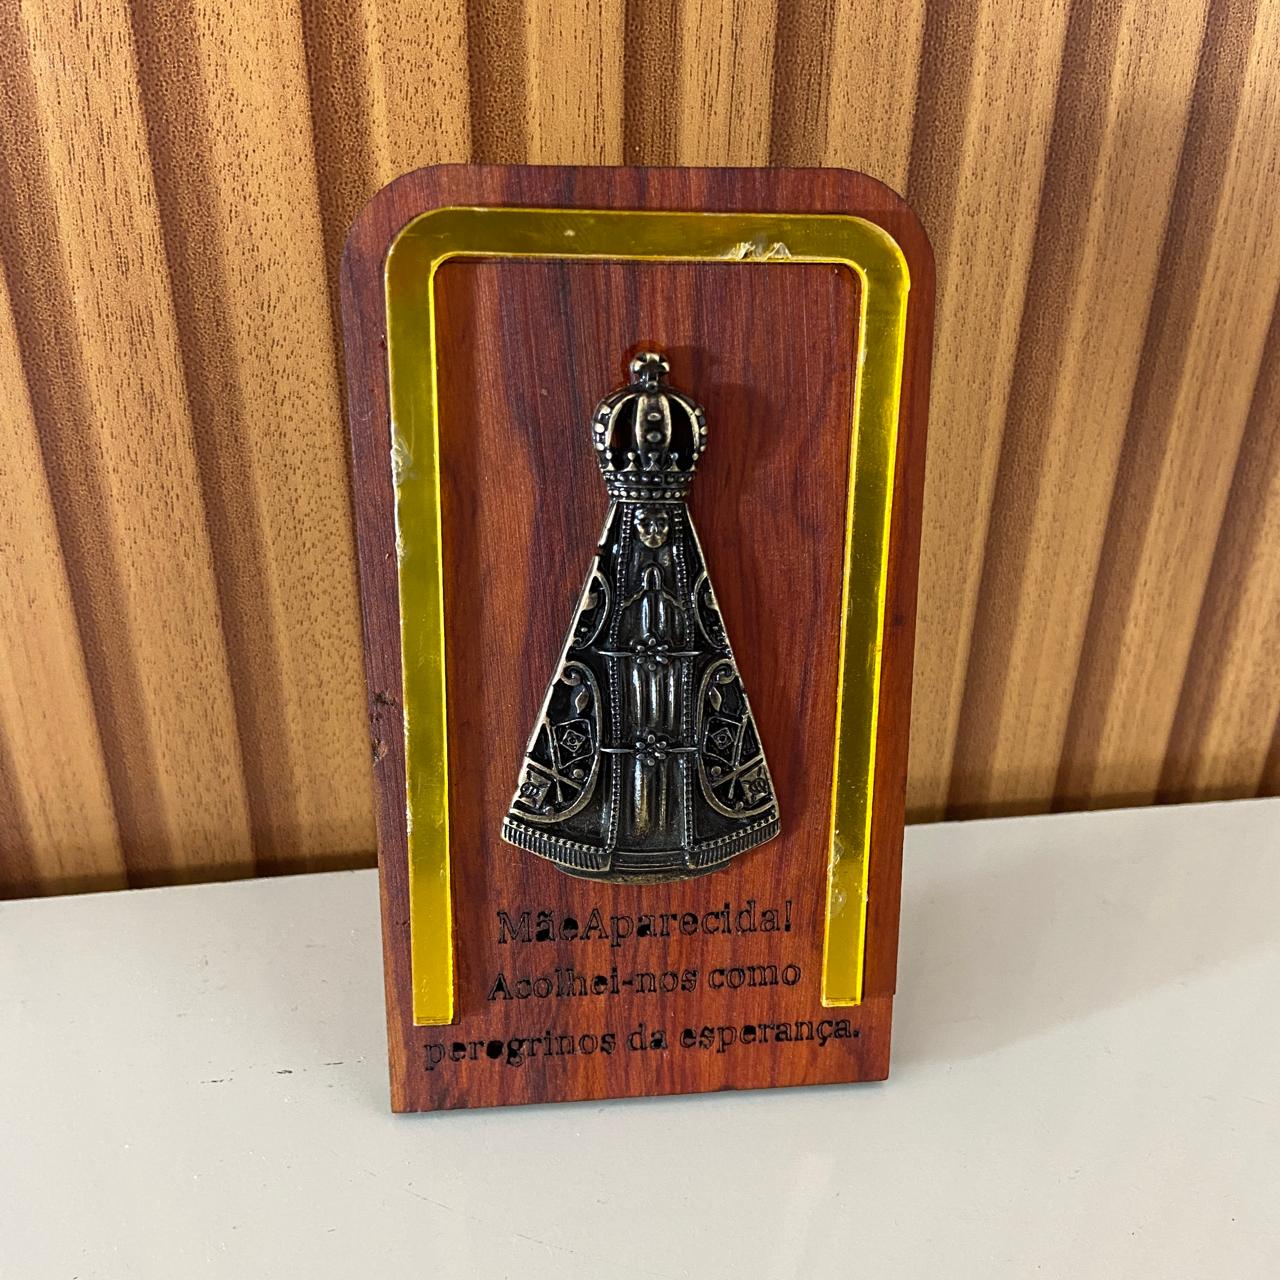 MãeAparecida!
Acolhei-nos como
peregrinos da esperança.